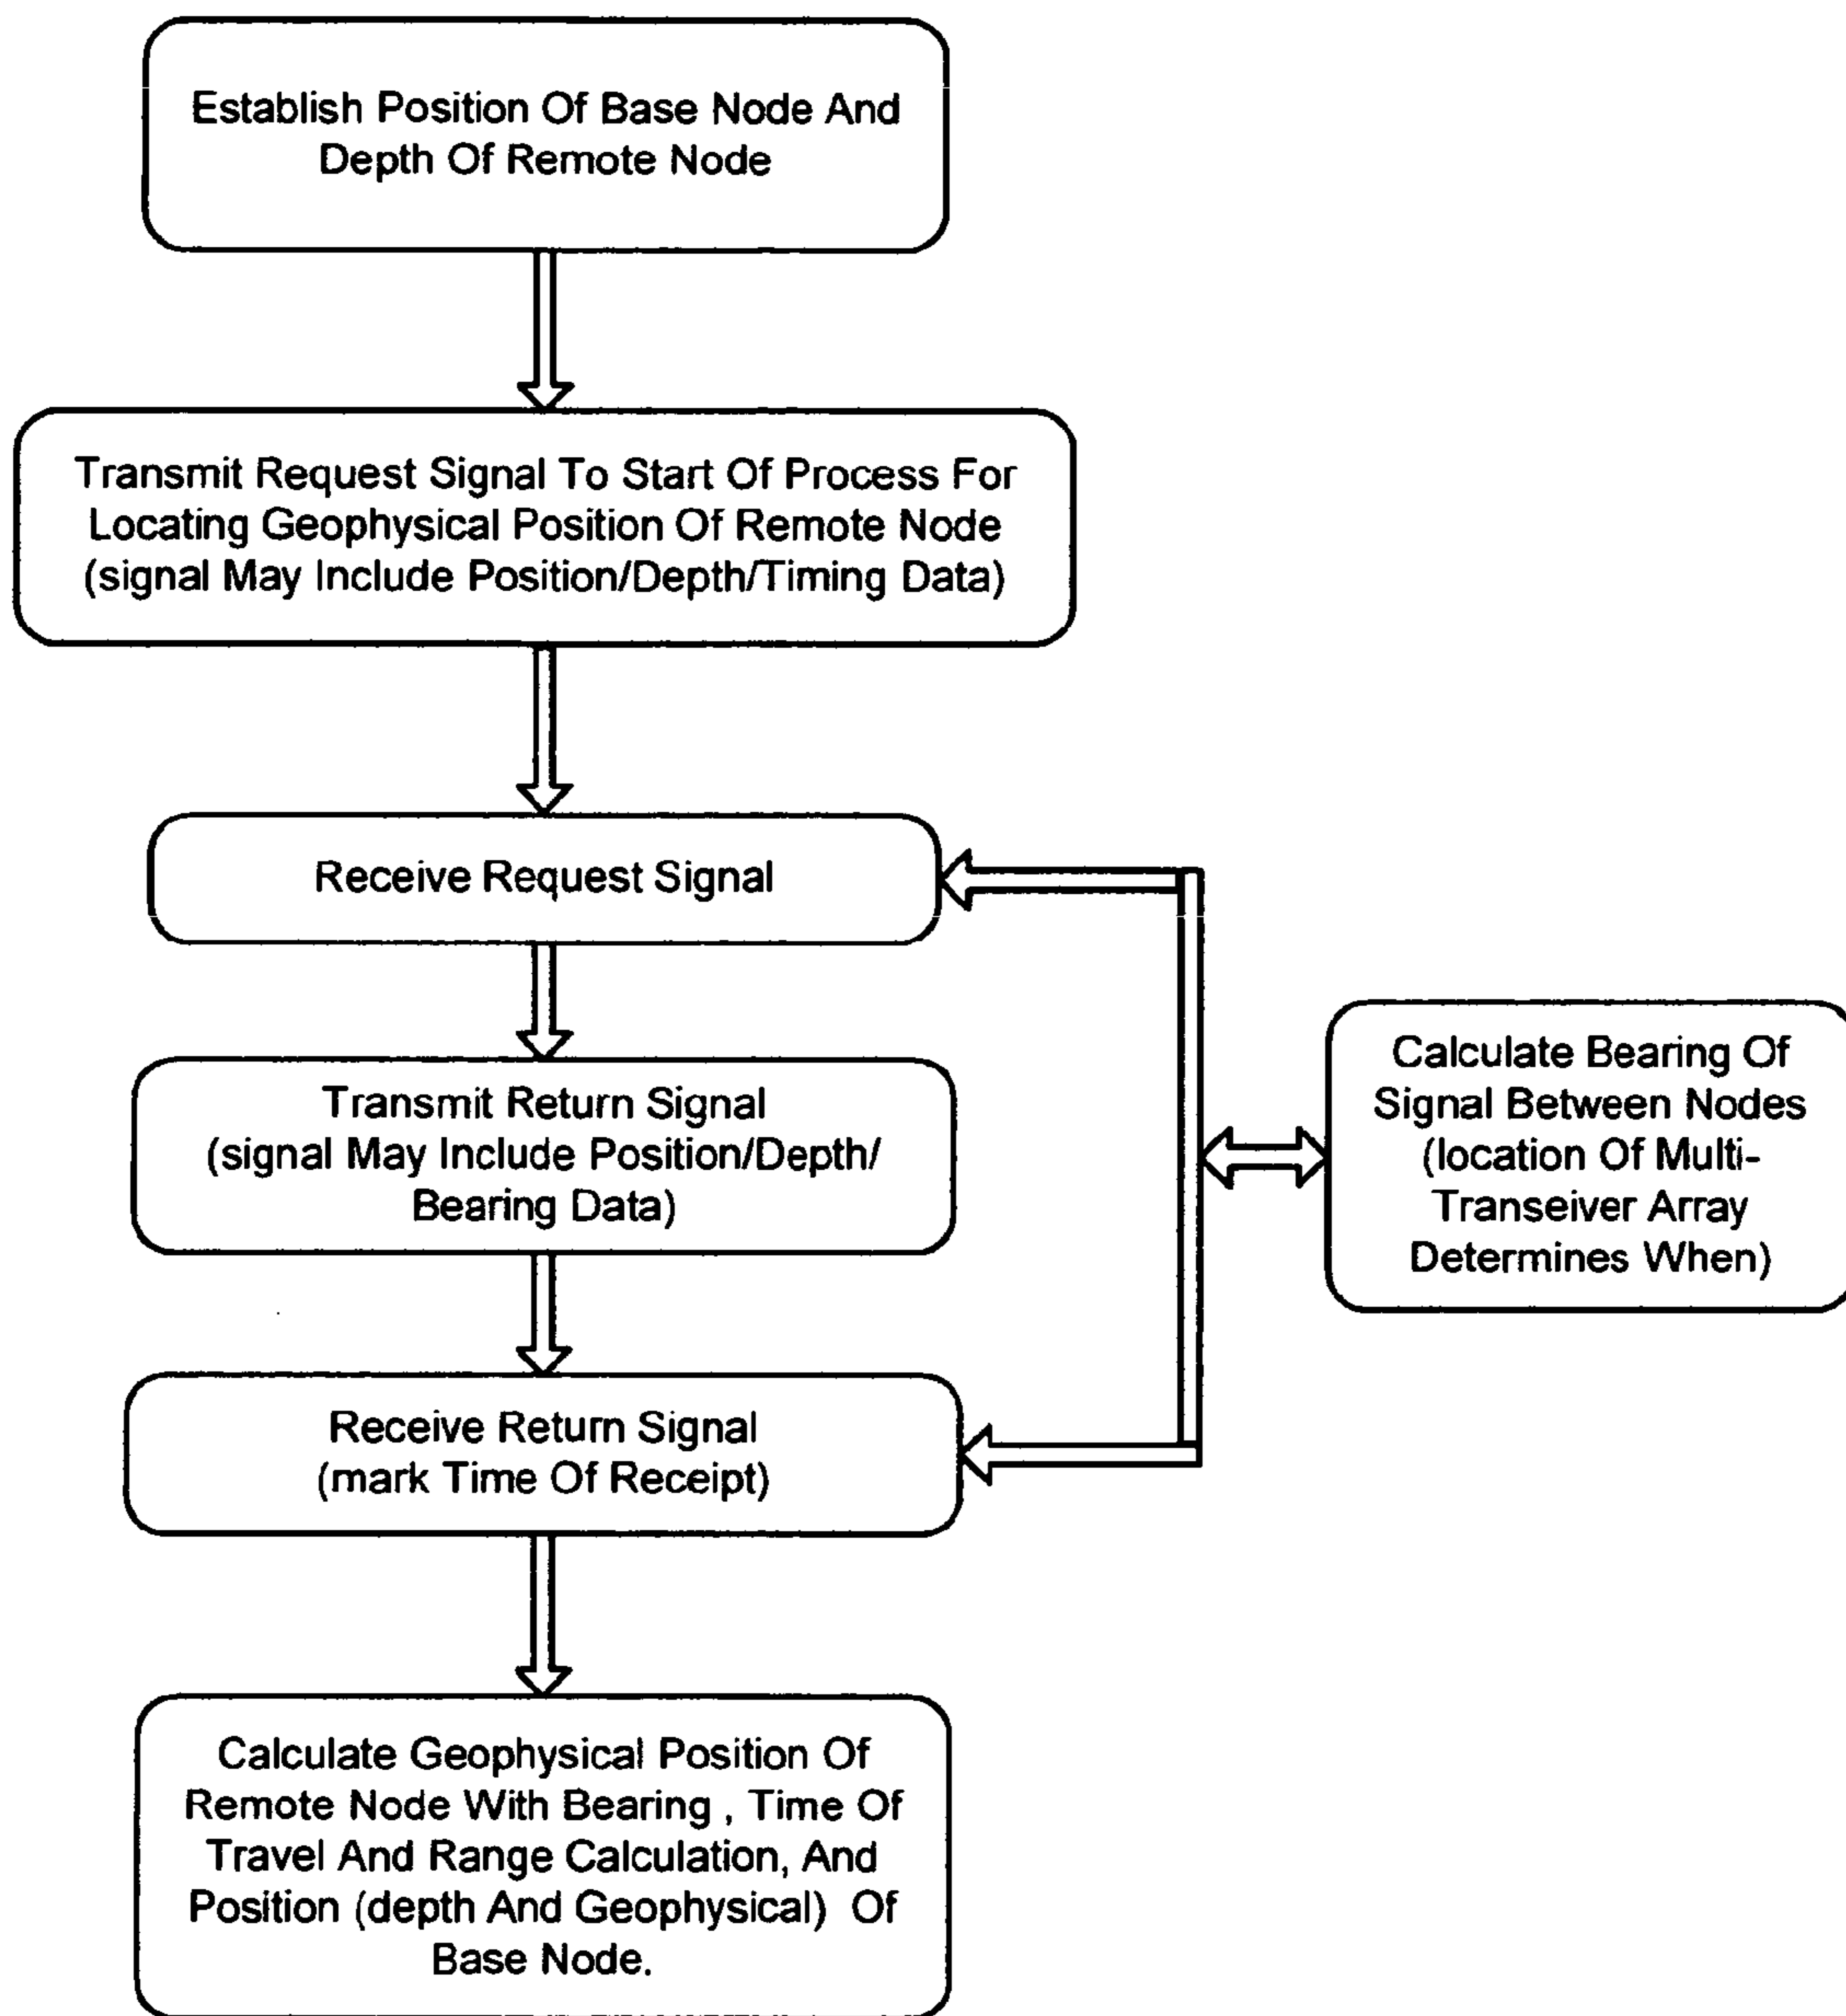 Establish Position Of Base Node And
Depth Of Remote Node
Transmit Request Signal To Start Of Process For
Locating Geophysical Position Of Remote Node
(signal May Include Position/Depth/Timing Data)
Receive Request Signal
Transmit Return Signal
(signal May Include Position/Depth/
Bearing Data)
Calculate Bearing Of
Signal Between Nodes
(location Of Multi-
Transeiver Array
Determines When)
Receive Return Signal
(mark Time Of Receipt)
Calculate Geophysical Position Of
Remote Node With Bearing , Time Of
Travel And Range Calculation, And
Position (depth And Geophysical) Of
Base Node.